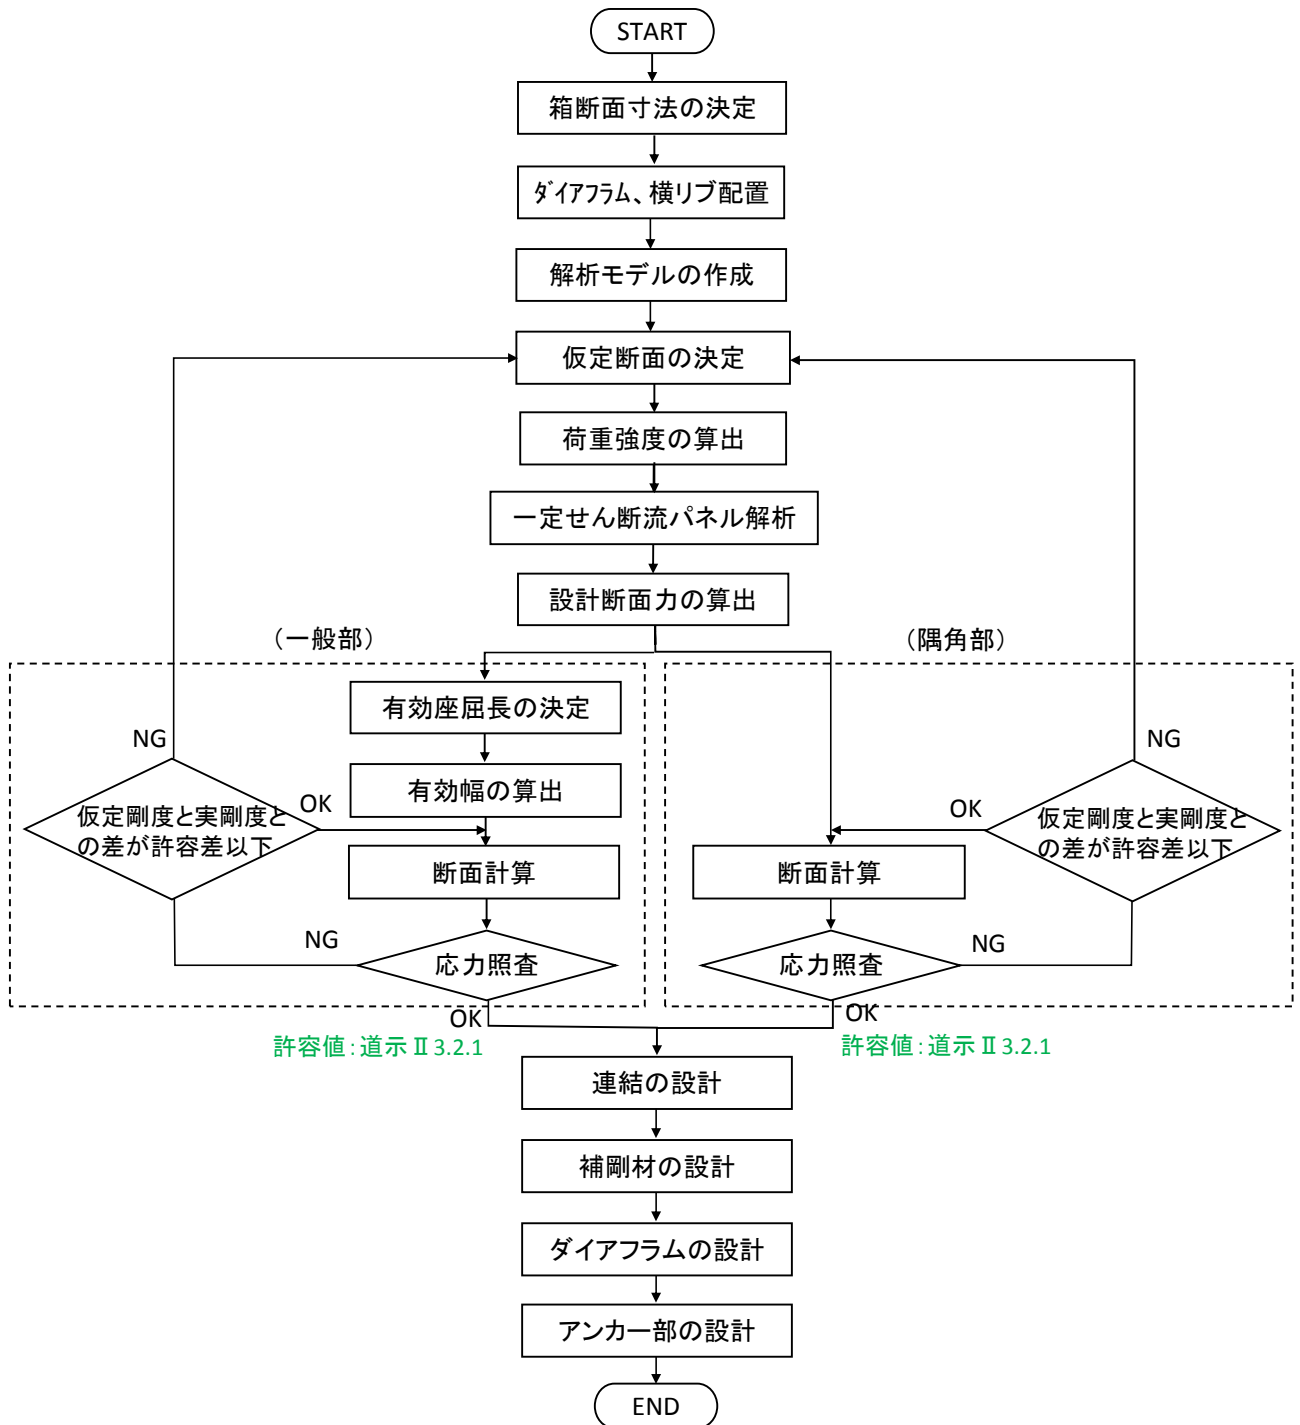 START
箱断面寸法の決定
ﾀﾞｲｱﾌﾗﾑ、横リブ配置
解析モデルの作成
仮定断面の決定
荷重強度の算出
一定せん断流パネル解析
設計断面力の算出
（一般部）
（隅角部）
有効座屈長の決定
NG
NG
有効幅の算出
OK
OK
仮定剛度と実剛度と
の差が許容差以下
仮定剛度と実剛度と
の差が許容差以下
断面計算
断面計算
NG
NG
応力照査
応力照査
OK
OK
許容値：道示Ⅱ3.2.1
許容値：道示Ⅱ3.2.1
連結の設計
補剛材の設計
ダイアフラムの設計
アンカー部の設計
END